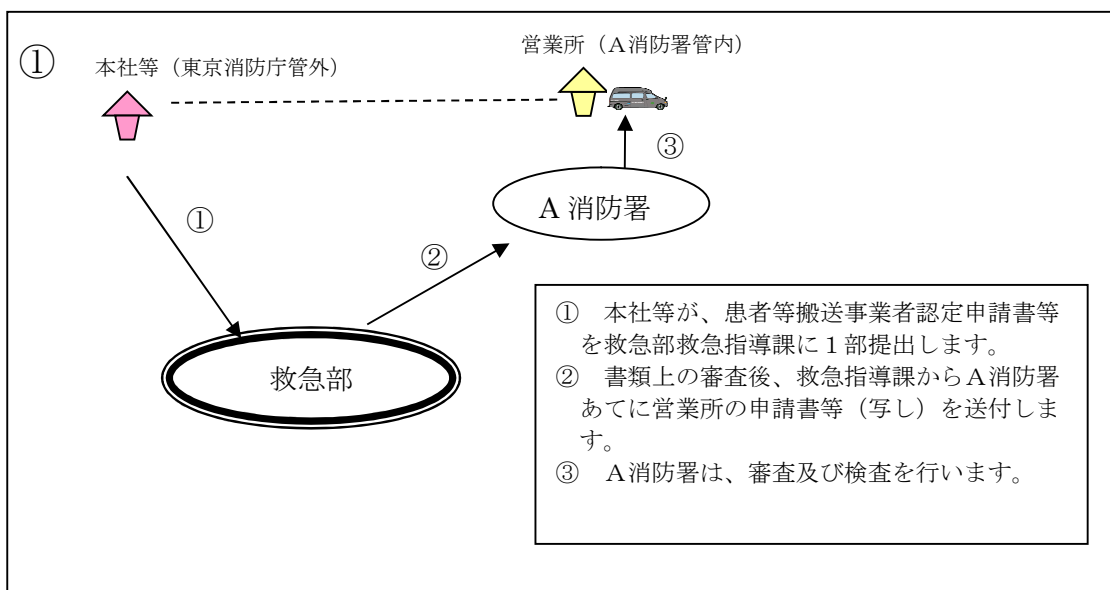 ①
営業所（Ａ消防署管内）
本社等（東京消防庁管外）
③
A 消防署
①
②
救急部
①　本社等が、患者等搬送事業者認定申請書等
を救急部救急指導課に１部提出します。
②　書類上の審査後、救急指導課からＡ消防署
あてに営業所の申請書等（写し）を送付しま
す。
③　Ａ消防署は、審査及び検査を行います。